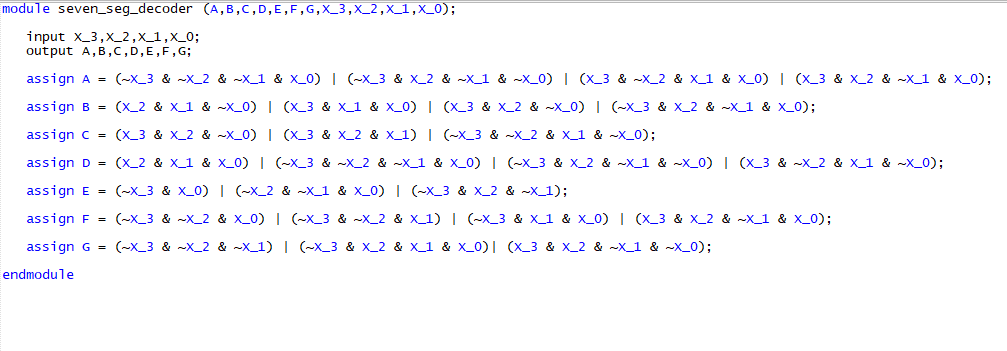 module seven_seg_decoder (A,B,C,D,E,F,G,X_3,X_2,X_1,X_0);
input X_3,X_2,X_1,X_0;
output A,B,C,D,E,F,G;
assign A = (~X_3 & ~X_2 & ~X_1 & X_0) | (~X_3 & X_2 & ~X_1 & ~X_0) | (X_3 & ~X_2 & X_1 & X_0) | (X_3 & X_2 & ~X_1 & X_0);
assign B = (X_2 & X_1 & ~X_0) | (X_3 & X_1 & X_0) | (X_3 & X_2 & ~X_0) | (~X_3 & X_2 & ~X_1 & X_0);
assign C = (X_3 & X_2 & ~X_0) | (X_3 & X_2 & X_1) | (~X_3 & ~X_2 & X_1 & ~X_0);
assign D = (X_2 & X_1 & X_0) | (~X_3 & ~X_2 & ~X_1 & X_0) | (~X_3 & X_2 & ~X_1 & ~X_0) | (X_3 & ~X_2 & X_1 & ~X_0);
assign E = (~X_3 & X_0) | (~X_2 & ~X_1 & X_0) | (~X_3 & X_2 & ~X_1);
assign F = (~X_3 & ~X_2 & X_0) | (~X_3 & ~X_2 & X_1) | (~X_3 & X_1 & X_0) | (X_3 & X_2 & ~X_1 & X_0);
assign G = (~X_3 & ~X_2 & ~X_1) | (~X_3 & X_2 & X_1 & X_0)| (X_3 & X_2 & ~X_1 & ~X_0);
endmodule